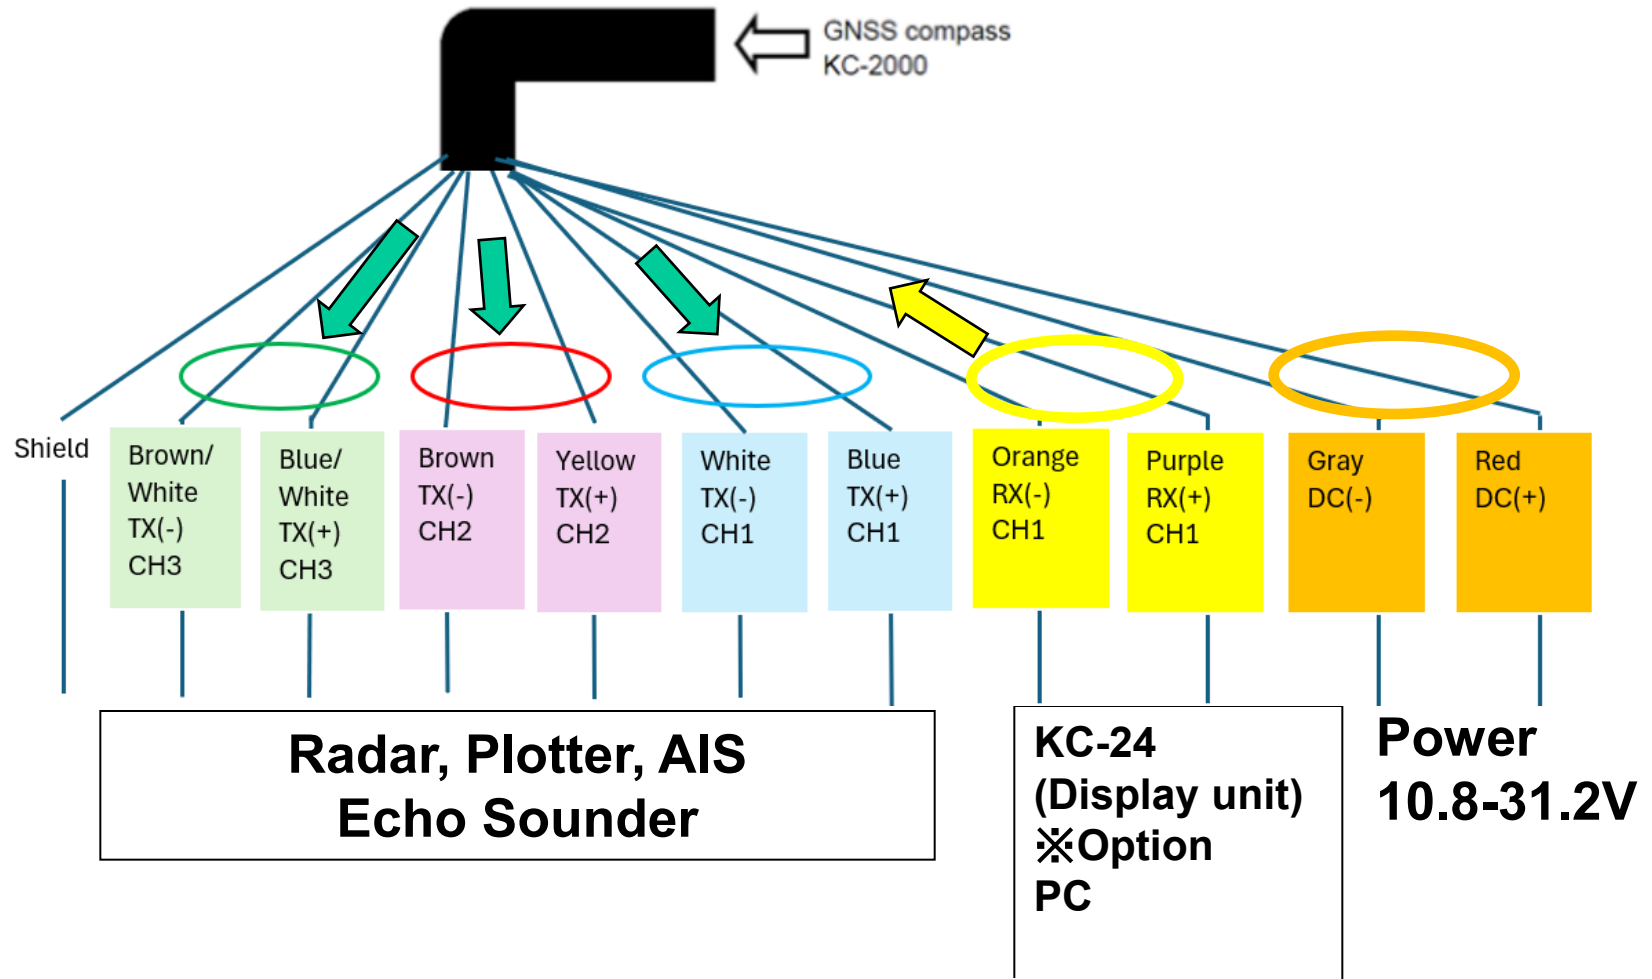 GNSS compass
KC-2000
Shield
Brown/
White
TX(-)
CH3
Blue/
White
TX(+)
CH3
Brown
TX(-)
CH2
Yellow
TX(+)
CH2
White
TX(-)
CH1
Blue
TX(+)
CH1
Orange
RX(-)
CH1
Purple
RX(+)
CH1
Gray
DC(-)
Red
DC(+)
Radar, Plotter, AIS
Echo Sounder
KC-24
(Display unit)
※Option
PC
Power
10.8-31.2V